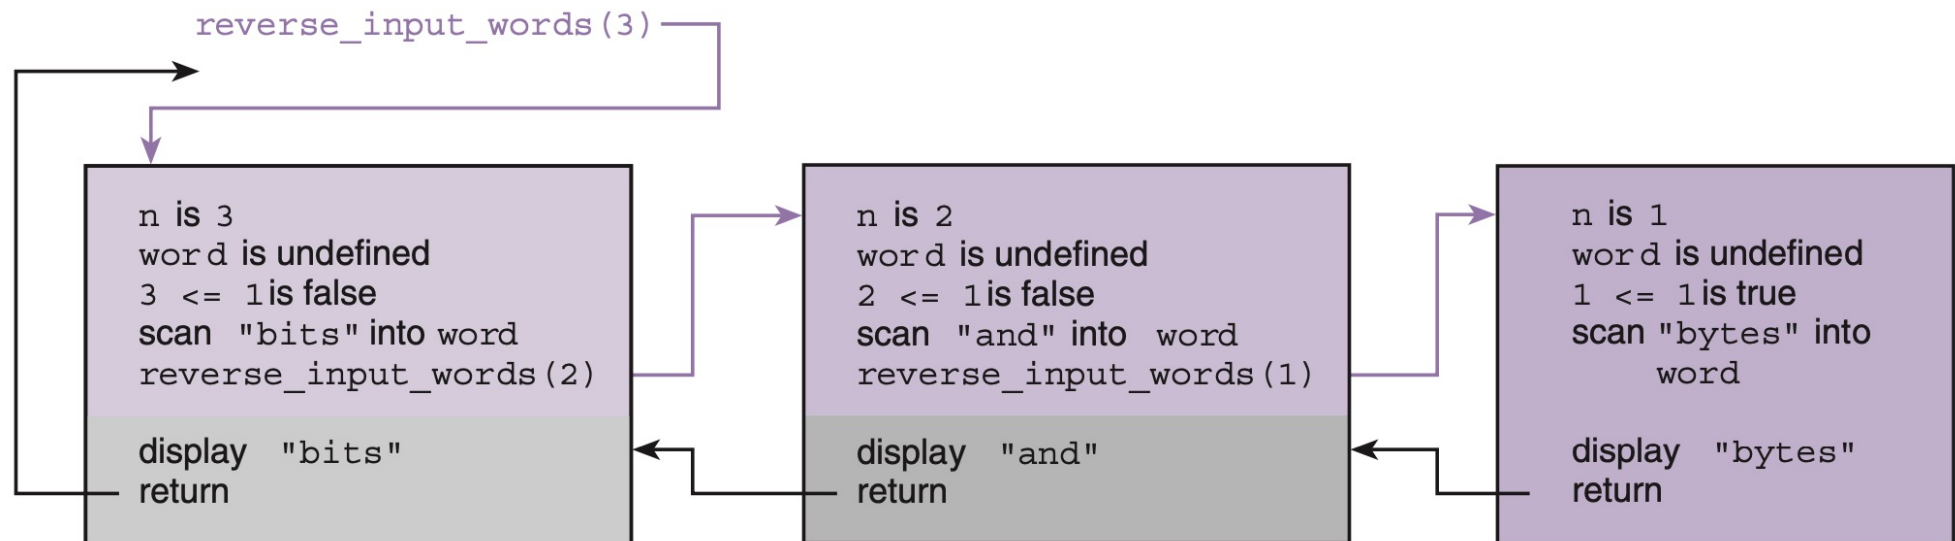 reverse_input_words(3)
n is 3
word is undefined
3 <= 1 is false
scan "bits" into word
reverse_input_words(2)
display "bits"
return
n is 2
word is undefined
2 <= 1 is false
scan "and" into word
reverse_input_words(1)
display "and"
return
n is 1
word is undefined
1 <= 1 is true
scan "bytes" into
word
display "bytes"
return